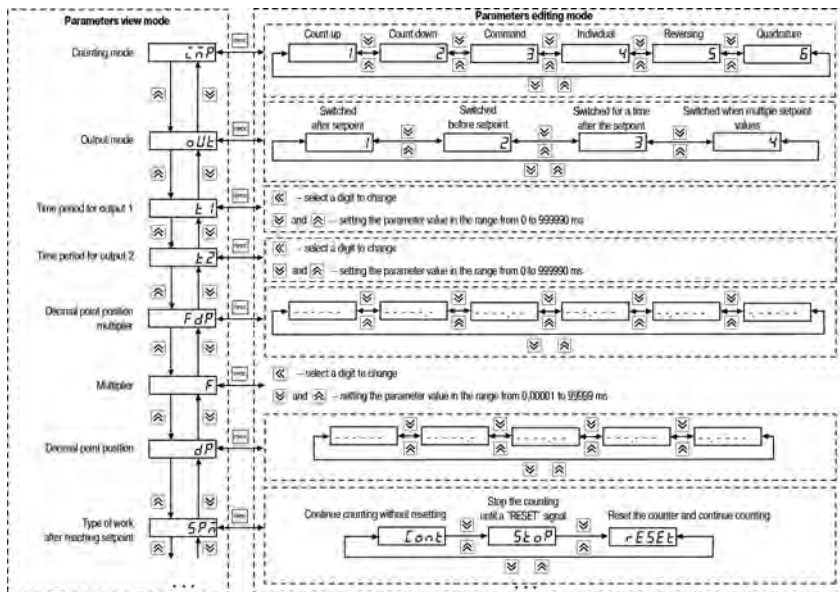 Parameters view mode
Parameters editing mode
Counting mode
inP
Count up
1
Count down
2
Command
3
Individual
4
Reversing
5
Quadrature
6
Output mode
oUt
Switched
after setpoint
1
Switched
before setpoint
2
Switched for a time
after the setpoint
3
Switched when multiple setpoint
values
4
Time period for output 1
t1
– select a digit to change
and – setting the parameter value in the range from 0 to 999990 ms
Time period for output 2
t2
– select a digit to change
and – setting the parameter value in the range from 0 to 999990 ms
Decimal point position
multiplier
FdP
Multiplier
F
– select a digit to change
and – setting the parameter value in the range from 0,00001 to 99999 ms
Decimal point position
dP
Type of work
after reaching setpoint
SPn
Continue counting without resetting
Cont
Stop the counting
until a "RESET" signal
StoP
Reset the counter and continue counting
rESEt
. . .
. . .